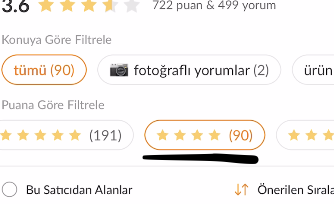 3.6 722 puan & 499 yorum
Konuya Göre Filtrele
tümü (90) fotoğraflı yorumlar (2) ürün
Puana Göre Filtrele
(191) (90)
Bu Satıcıdan Alanlar Önerilen Sırala